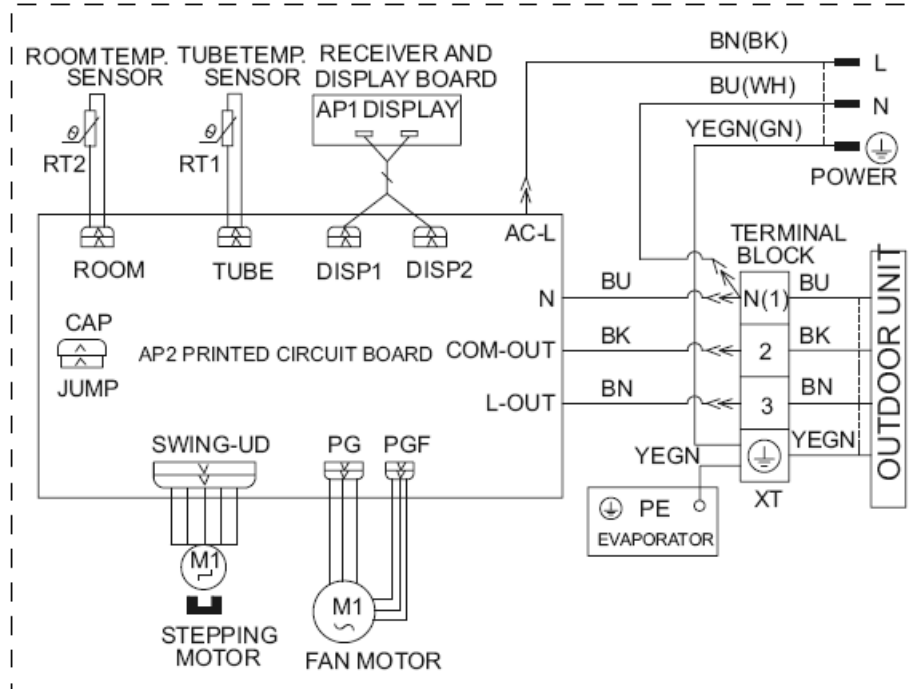 ROOM TEMP. SENSOR
RT2
TUBE TEMP. SENSOR
RT1
RECEIVER AND
DISPLAY BOARD
AP1 DISPLAY
BN(BK)
L
BU(WH)
N
YEGN(GN)
POWER
ROOM
TUBE
DISP1
DISP2
AC-L
TERMINAL
BLOCK
N
BU
N(1)
BU
CAP
JUMP
AP2 PRINTED CIRCUIT BOARD
COM-OUT
BK
2
BK
L-OUT
BN
3
BN
OUTDOOR UNIT
SWING-UD
PG
PGF
YEGN
YEGN
XT
PE
EVAPORATOR
M1
STEPPING
MOTOR
M1
FAN MOTOR